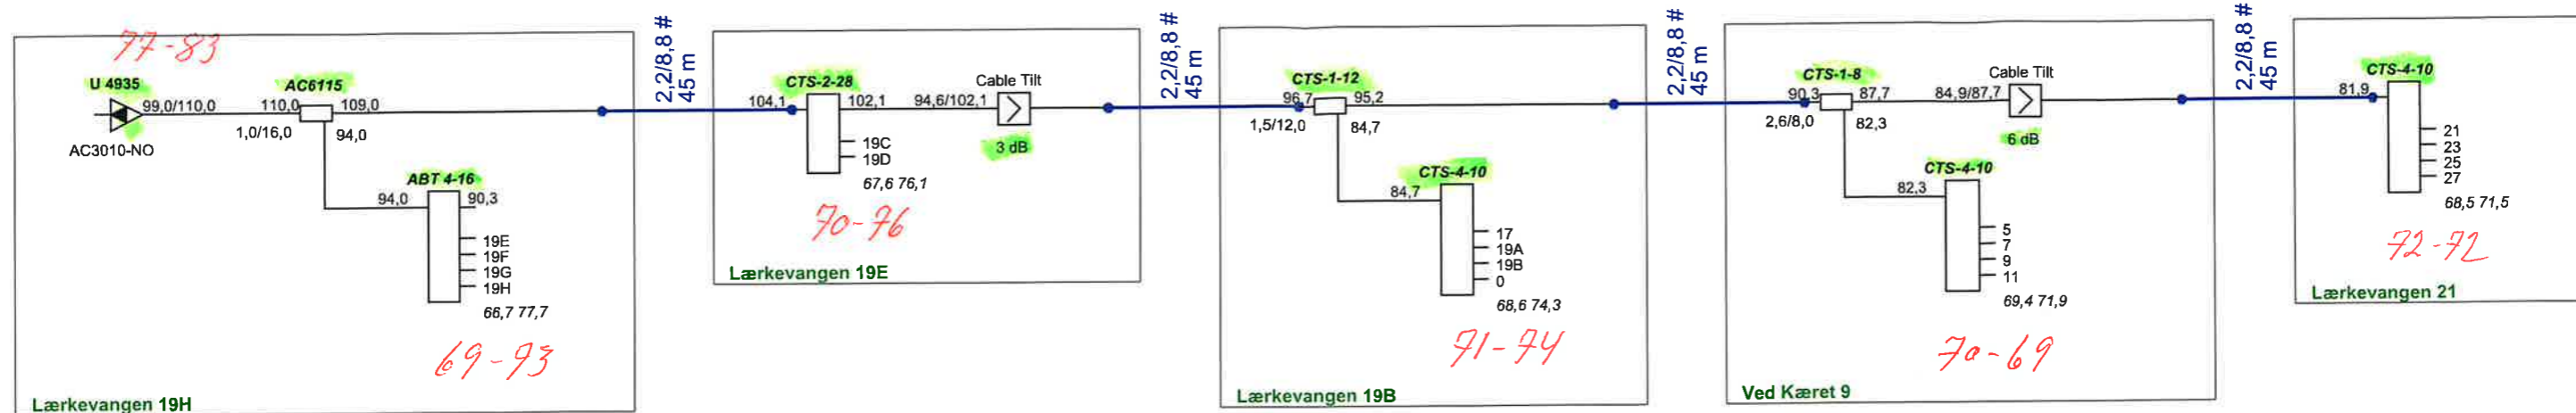 77-83
U 4935
AC6115
99,0/110,0
110,0
109,0
1,0/16,0
94,0
AC3010-NO
ABT 4-16
94,0
90,3
19E
19F
19G
19H
66,7 77,7
69-73
Lærkevangen 19H
2,2/8,8 #
45 m
CTS-2-28
Cable Tilt
104,1
102,1
94,6/102,1
19C
19D
3 dB
67,6 76,1
70-76
Lærkevangen 19E
2,2/8,8 #
45 m
CTS-1-12
96,7
95,2
1,5/12,0
84,7
CTS-4-10
84,7
17
19A
19B
0
68,6 74,3
71-74
Lærkevangen 19B
2,2/8,8 #
45 m
CTS-1-8
Cable Tilt
90,3
87,7
84,9/87,7
2,6/8,0
82,3
6 dB
CTS-4-10
82,3
5
7
9
11
69,4 71,9
70-69
Ved Kæret 9
2,2/8,8 #
45 m
CTS-4-10
81,9
21
23
25
27
68,5 71,5
72-72
Lærkevangen 21